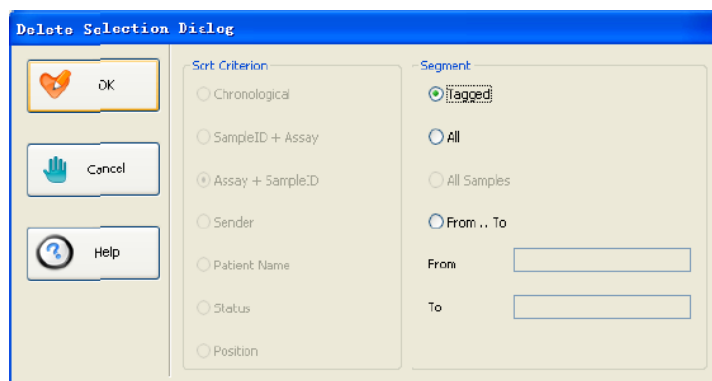 Delete Selection Dialog
OK
Cancel
Help
Sort Criterion
Chronological
SampleID + Assay
Assay + SampleID
Sender
Patient Name
Status
Position
Segment
Tagged
All
All Samples
From .. To
From
To